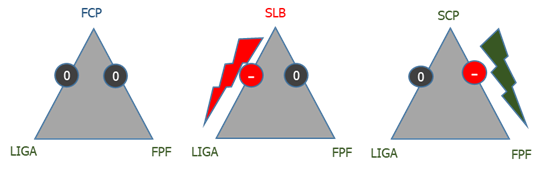 FCP SLB SCP
0 0 - 0 0 -
LIGA FPF LIGA FPF LIGA FPF